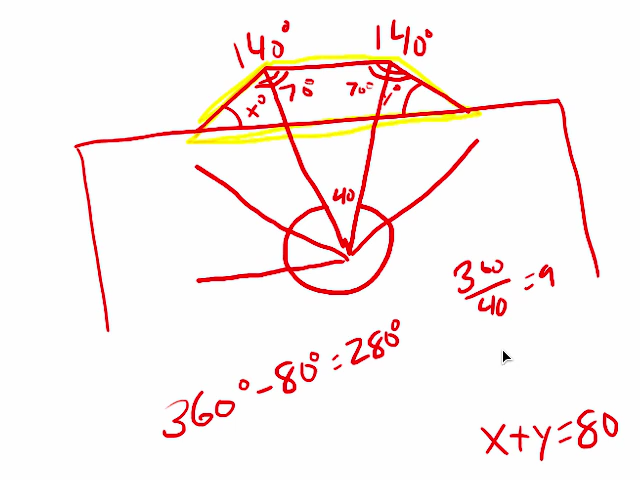 140° 140°
x° 70° 70° y°
40
360/40 = 9
360° - 80° = 280°
x + y = 80